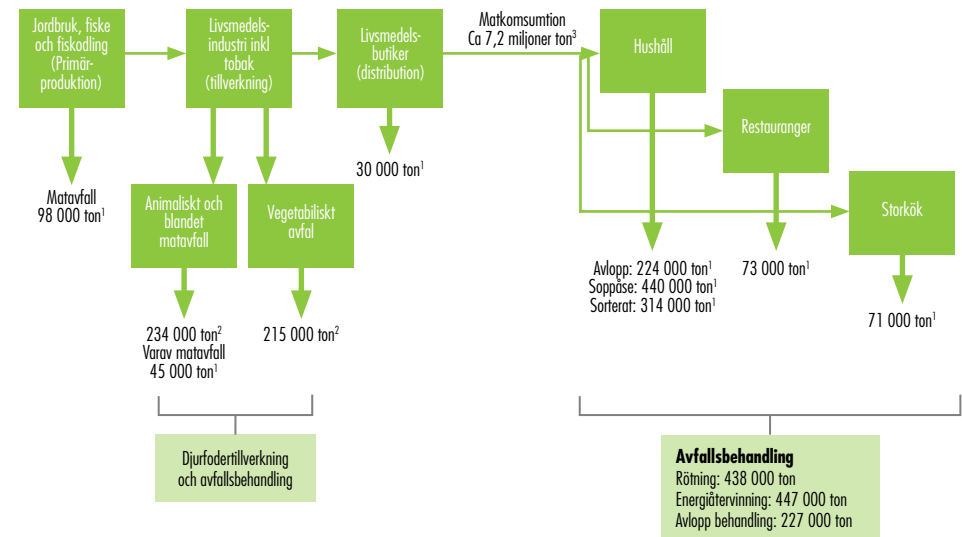 Jordbruk, fiske
och fiskodling
(Primär-
produktion)
Livsmedels-
industri inkl
tobak
(tillverkning)
Livsmedels-
butiker
(distribution)
Matkomsumtion
Ca 7,2 miljoner ton³
Hushåll
Restauranger
Storkök
Matavfall
98 000 ton¹
Animaliskt och
blandet
matavfall
Vegetabiliskt
avfal
30 000 ton¹
234 000 ton²
Varav matavfall
45 000 ton¹
215 000 ton²
Avlopp: 224 000 ton¹
Soppåse: 440 000 ton¹
Sorterat: 314 000 ton¹
73 000 ton¹
71 000 ton¹
Djurfodertillverkning
och avfallsbehandling
Avfallsbehandling
Rötning: 438 000 ton
Energiåtervinning: 447 000 ton
Avlopp behandling: 227 000 ton